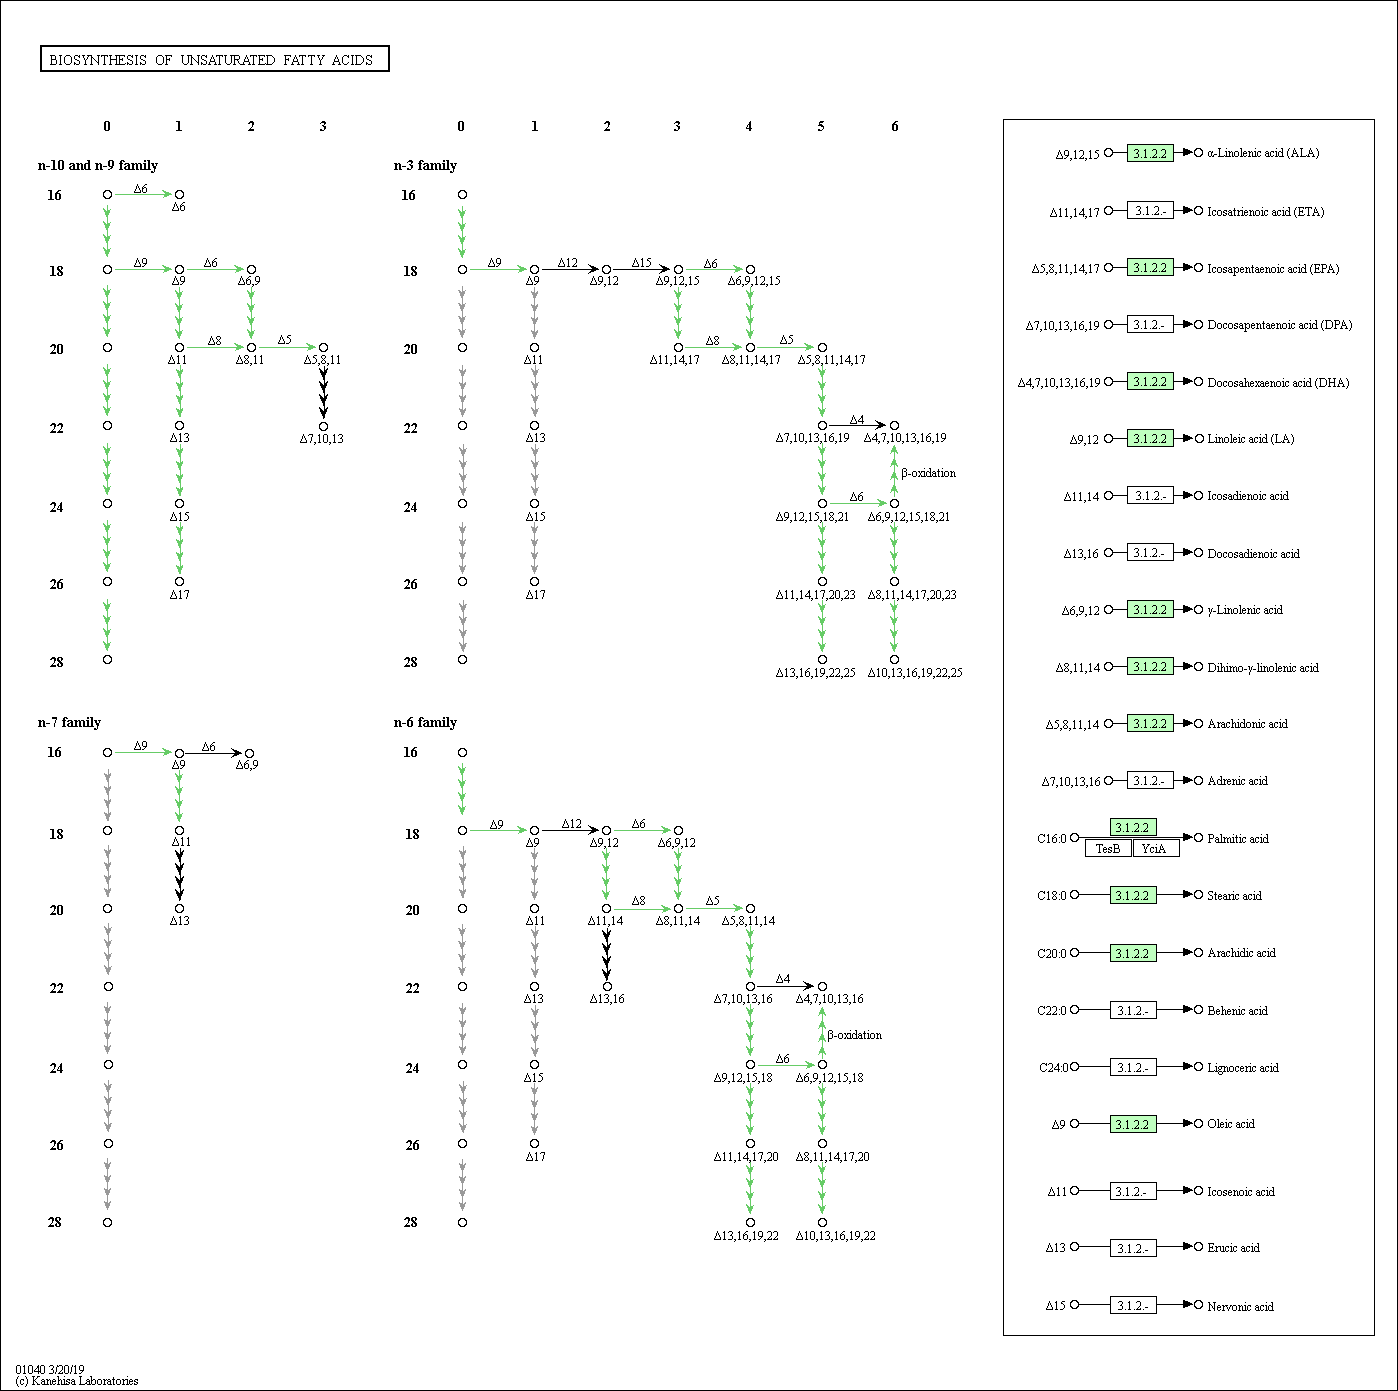 BIOSYNTHESIS OF UNSATURATED FATTY ACIDS
0 1 2 3
n-10 and n-9 family
16 Δ6
Δ6
18 Δ9 Δ6
Δ9 Δ6,9
20 Δ8 Δ5
Δ11 Δ8,11 Δ5,8,11
22
Δ13 Δ7,10,13
24
Δ15
26
Δ17
28
0 1 2 3 4 5 6
n-3 family
16
18 Δ9 Δ12 Δ15 Δ6
Δ9 Δ9,12 Δ9,12,15 Δ6,9,12,15
20 Δ8 Δ5
Δ11 Δ11,14,17 Δ8,11,14,17 Δ5,8,11,14,17
22 Δ4
Δ13 Δ7,10,13,16,19 Δ4,7,10,13,16,19
β-oxidation
24 Δ6
Δ15 Δ9,12,15,18,21 Δ6,9,12,15,18,21
26
Δ17 Δ11,14,17,20,23 Δ8,11,14,17,20,23
28
Δ13,16,19,22,25 Δ10,13,16,19,22,25
n-7 family
16 Δ9 Δ6
Δ9 Δ6,9
18
Δ11
20
Δ13
22
24
26
28
n-6 family
16
18 Δ9 Δ12 Δ6
Δ9 Δ9,12 Δ6,9,12
20 Δ8 Δ5
Δ11 Δ11,14 Δ8,11,14 Δ5,8,11,14
22 Δ4
Δ13 Δ13,16 Δ7,10,13,16 Δ4,7,10,13,16
β-oxidation
24 Δ6
Δ15 Δ9,12,15,18 Δ6,9,12,15,18
26
Δ17 Δ11,14,17,20 Δ8,11,14,17,20
28
Δ13,16,19,22 Δ10,13,16,19,22
Δ9,12,15 3.1.2.2 α-Linolenic acid (ALA)
Δ11,14,17 3.1.2.- Icosatrienoic acid (ETA)
Δ5,8,11,14,17 3.1.2.2 Icosapentaenoic acid (EPA)
Δ7,10,13,16,19 3.1.2.- Docosapentaenoic acid (DPA)
Δ4,7,10,13,16,19 3.1.2.2 Docosahexaenoic acid (DHA)
Δ9,12 3.1.2.2 Linoleic acid (LA)
Δ11,14 3.1.2.- Icosadienoic acid
Δ13,16 3.1.2.- Docosadienoic acid
Δ6,9,12 3.1.2.2 γ-Linolenic acid
Δ8,11,14 3.1.2.2 Dihimo-γ-linolenic acid
Δ5,8,11,14 3.1.2.2 Arachidonic acid
Δ7,10,13,16 3.1.2.- Adrenic acid
3.1.2.2
C16:0 Palmitic acid
TesB YciA
C18:0 3.1.2.2 Stearic acid
C20:0 3.1.2.2 Arachidic acid
C22:0 3.1.2.- Behenic acid
C24:0 3.1.2.- Lignoceric acid
Δ9 3.1.2.2 Oleic acid
Δ11 3.1.2.- Icosenoic acid
Δ13 3.1.2.- Erucic acid
Δ15 3.1.2.- Nervonic acid
01040 3/20/19
(c) Kanehisa Laboratories